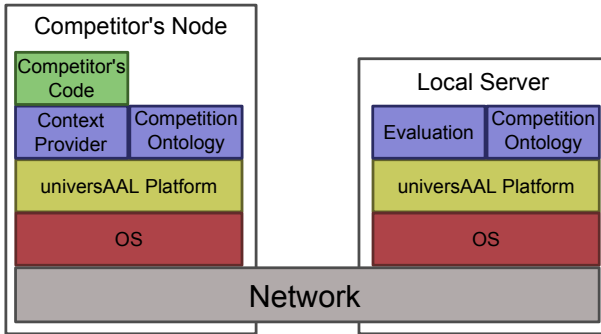 Competitor's Node
Competitor's
Code
Context
Provider
Competition
Ontology
universAAL Platform
OS
Local Server
Evaluation
Competition
Ontology
universAAL Platform
OS
Network